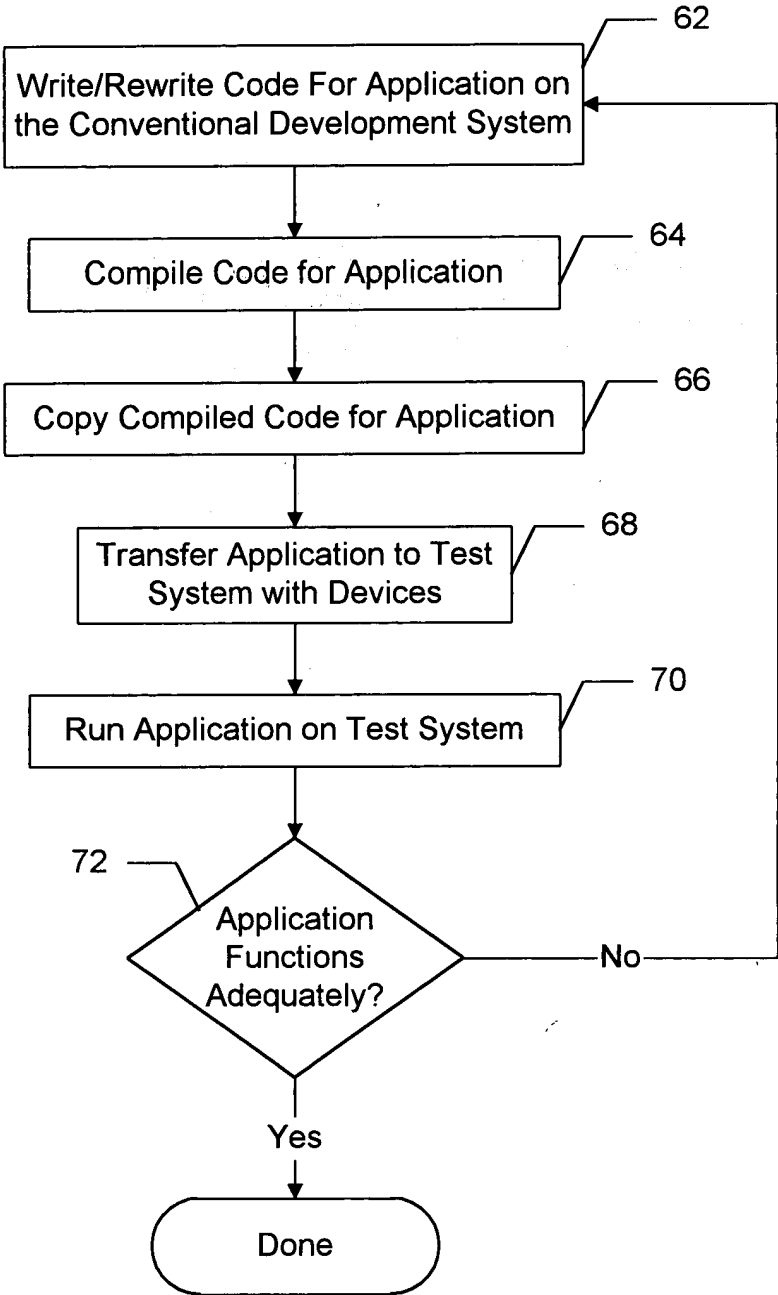 62
Write/Rewrite Code For Application on
the Conventional Development System
64
Compile Code for Application
66
Copy Compiled Code for Application
68
Transfer Application to Test
System with Devices
70
Run Application on Test System
72
Application
Functions
Adequately?
No
Yes
Done